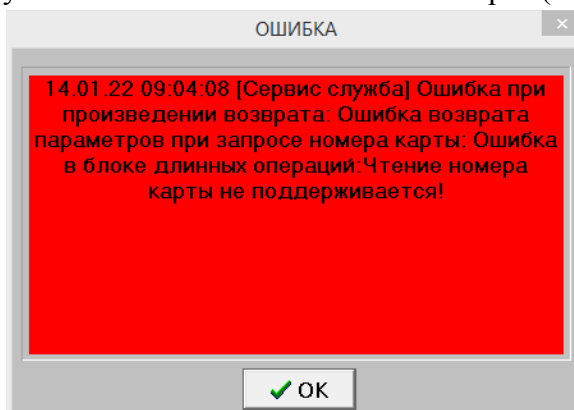 ОШИБКА
14.01.22 09:04:08 [Сервис служба] Ошибка при
произведении возврата: Ошибка возврата
параметров при запросе номера карты: Ошибка
в блоке длинных операций:Чтение номера
карты не поддерживается!
OK